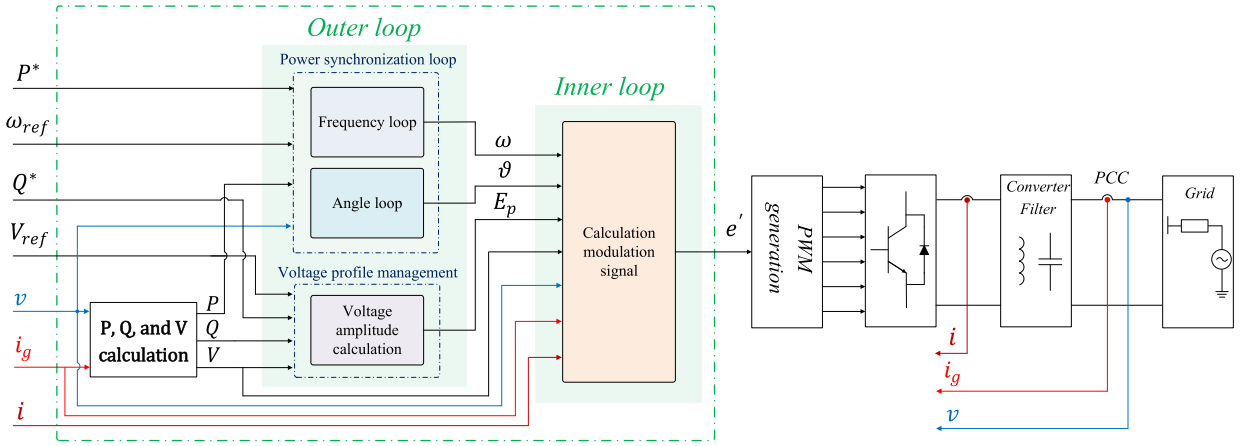 Outer loop
Power synchronization loop
P*
Frequency loop
Inner loop
ω_ref
ω
Q*
ϑ
Angle loop
E_p
V_ref
Calculation
modulation
signal
e′
PWM
generation
Converter
Filter
PCC
Grid
Voltage profile management
v
P
P, Q, and V
calculation
Q
V
Voltage
amplitude
calculation
i_g
i
i
i_g
v